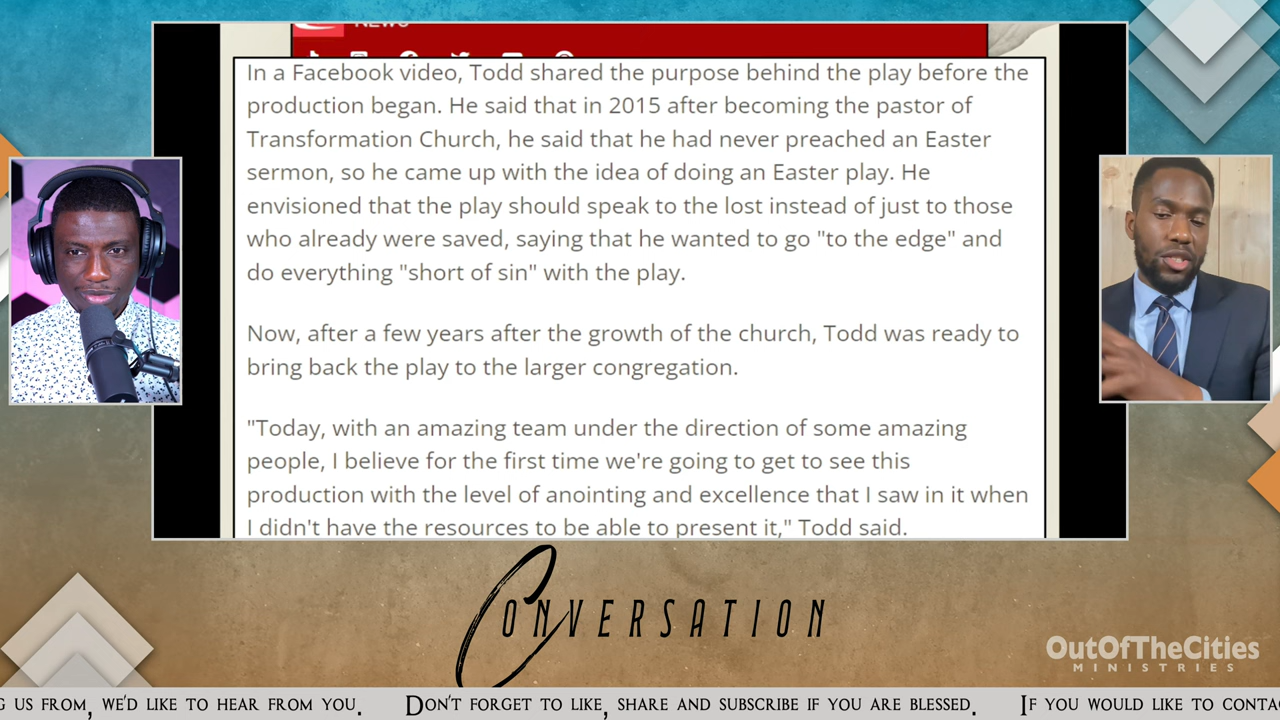 NEWS
In a Facebook video, Todd shared the purpose behind the play before the
production began. He said that in 2015 after becoming the pastor of
Transformation Church, he said that he had never preached an Easter
sermon, so he came up with the idea of doing an Easter play. He
envisioned that the play should speak to the lost instead of just to those
who already were saved, saying that he wanted to go "to the edge" and
do everything "short of sin" with the play.
Now, after a few years after the growth of the church, Todd was ready to
bring back the play to the larger congregation.
"Today, with an amazing team under the direction of some amazing
people, I believe for the first time we're going to get to see this
production with the level of anointing and excellence that I saw in it when
I didn't have the resources to be able to present it," Todd said.
CONVERSATION
OutOfTheCities
MINISTRIES
G US FROM, WE'D LIKE TO HEAR FROM YOU. DON'T FORGET TO LIKE, SHARE AND SUBSCRIBE IF YOU ARE BLESSED. IF YOU WOULD LIKE TO CONTA